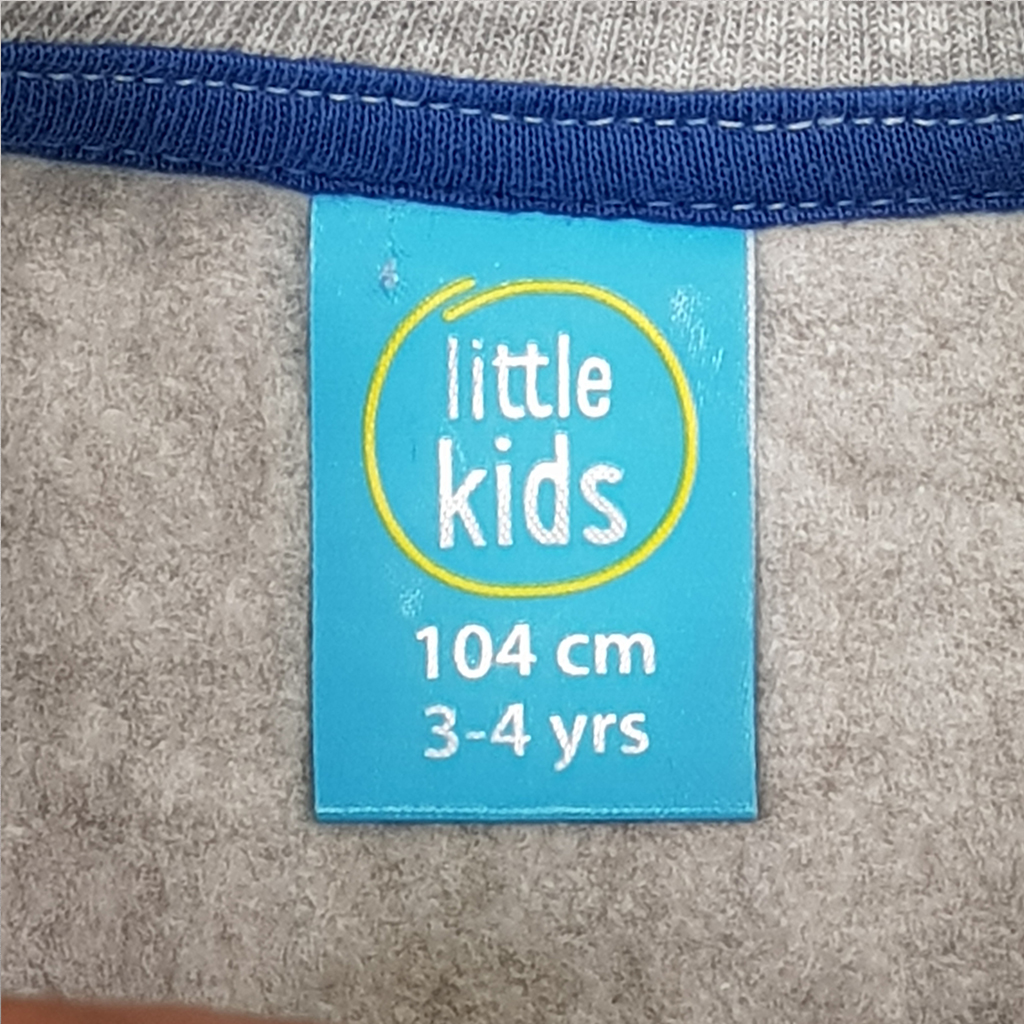 little
kids
104 cm
3-4 yrs